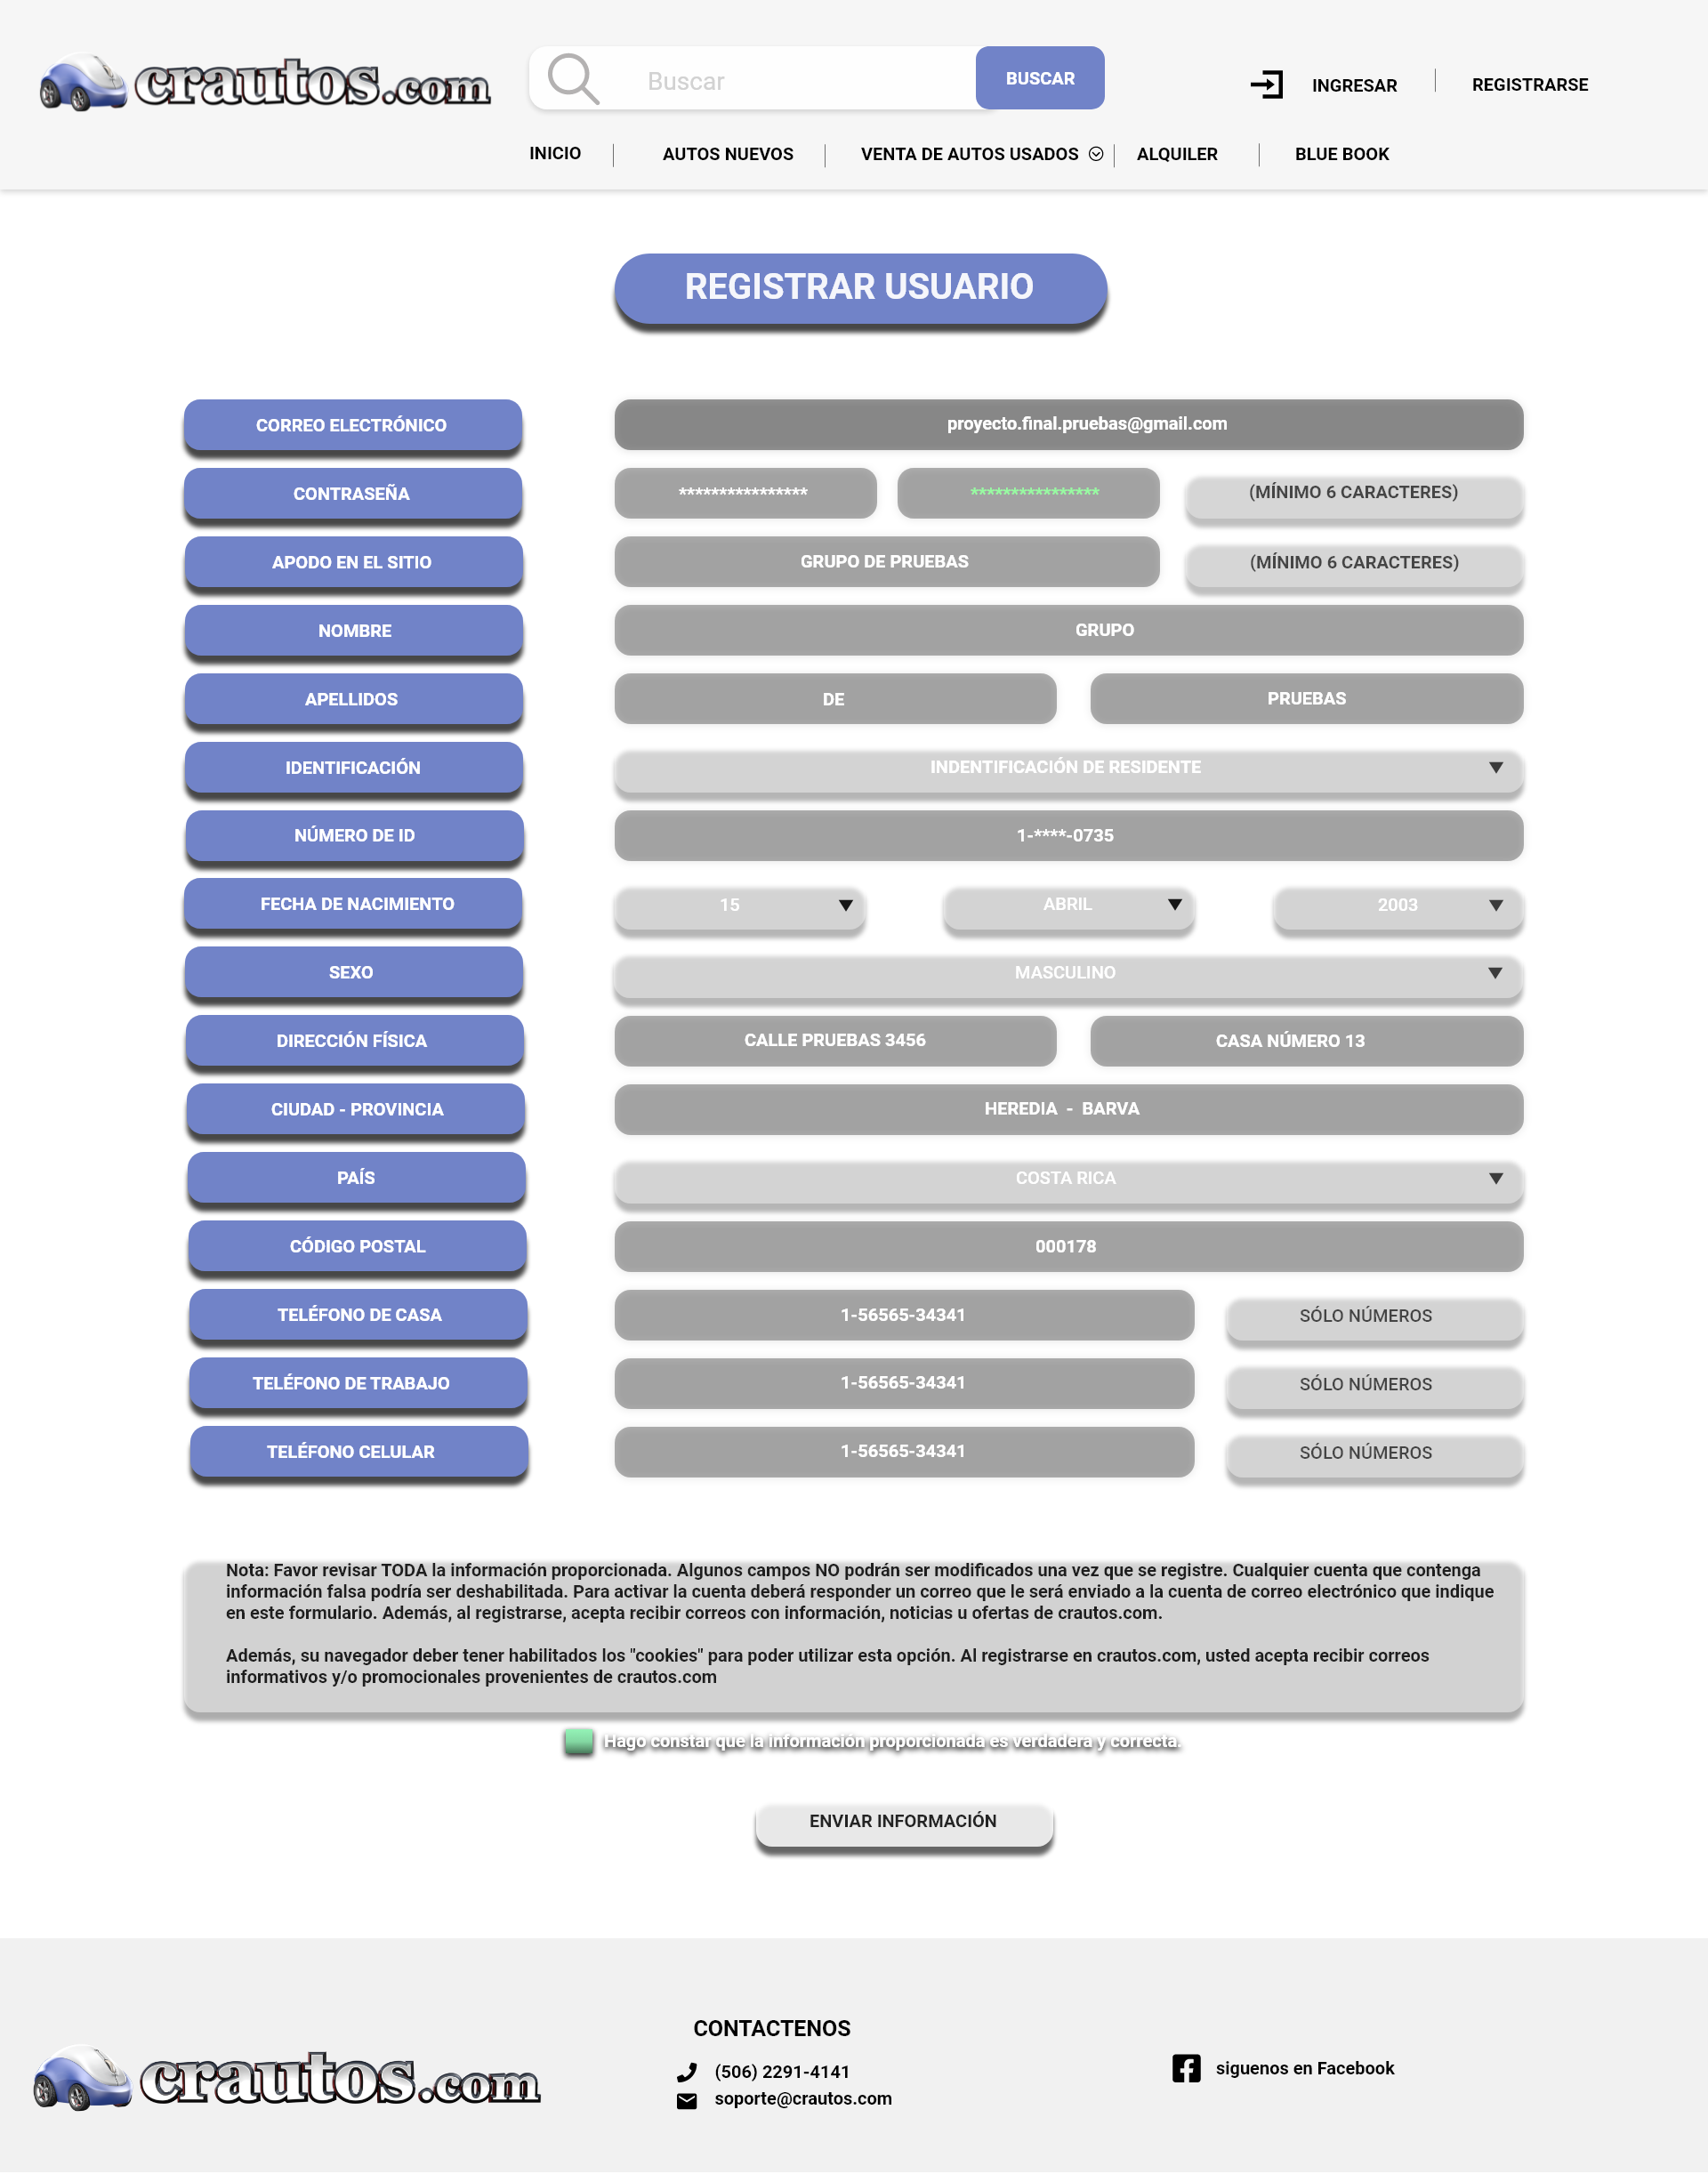 crautos.com
Buscar
BUSCAR
INGRESAR
REGISTRARSE
INICIO
AUTOS NUEVOS
VENTA DE AUTOS USADOS
ALQUILER
BLUE BOOK
REGISTRAR USUARIO
CORREO ELECTRÓNICO
proyecto.final.pruebas@gmail.com
CONTRASEÑA
****************
****************
(MÍNIMO 6 CARACTERES)
APODO EN EL SITIO
GRUPO DE PRUEBAS
(MÍNIMO 6 CARACTERES)
NOMBRE
GRUPO
APELLIDOS
DE
PRUEBAS
IDENTIFICACIÓN
INDENTIFICACIÓN DE RESIDENTE
NÚMERO DE ID
1-****-0735
FECHA DE NACIMIENTO
15
ABRIL
2003
SEXO
MASCULINO
DIRECCIÓN FÍSICA
CALLE PRUEBAS 3456
CASA NÚMERO 13
CIUDAD - PROVINCIA
HEREDIA - BARVA
PAÍS
COSTA RICA
CÓDIGO POSTAL
000178
TELÉFONO DE CASA
1-56565-34341
SÓLO NÚMEROS
TELÉFONO DE TRABAJO
1-56565-34341
SÓLO NÚMEROS
TELÉFONO CELULAR
1-56565-34341
SÓLO NÚMEROS
Nota: Favor revisar TODA la información proporcionada. Algunos campos NO podrán ser modificados una vez que se registre. Cualquier cuenta que contenga
información falsa podría ser deshabilitada. Para activar la cuenta deberá responder un correo que le será enviado a la cuenta de correo electrónico que indique
en este formulario. Además, al registrarse, acepta recibir correos con información, noticias u ofertas de crautos.com.
Además, su navegador deber tener habilitados los "cookies" para poder utilizar esta opción. Al registrarse en crautos.com, usted acepta recibir correos
informativos y/o promocionales provenientes de crautos.com
Hago constar que la información proporcionada es verdadera y correcta.
ENVIAR INFORMACIÓN
crautos.com
CONTACTENOS
(506) 2291-4141
soporte@crautos.com
siguenos en Facebook